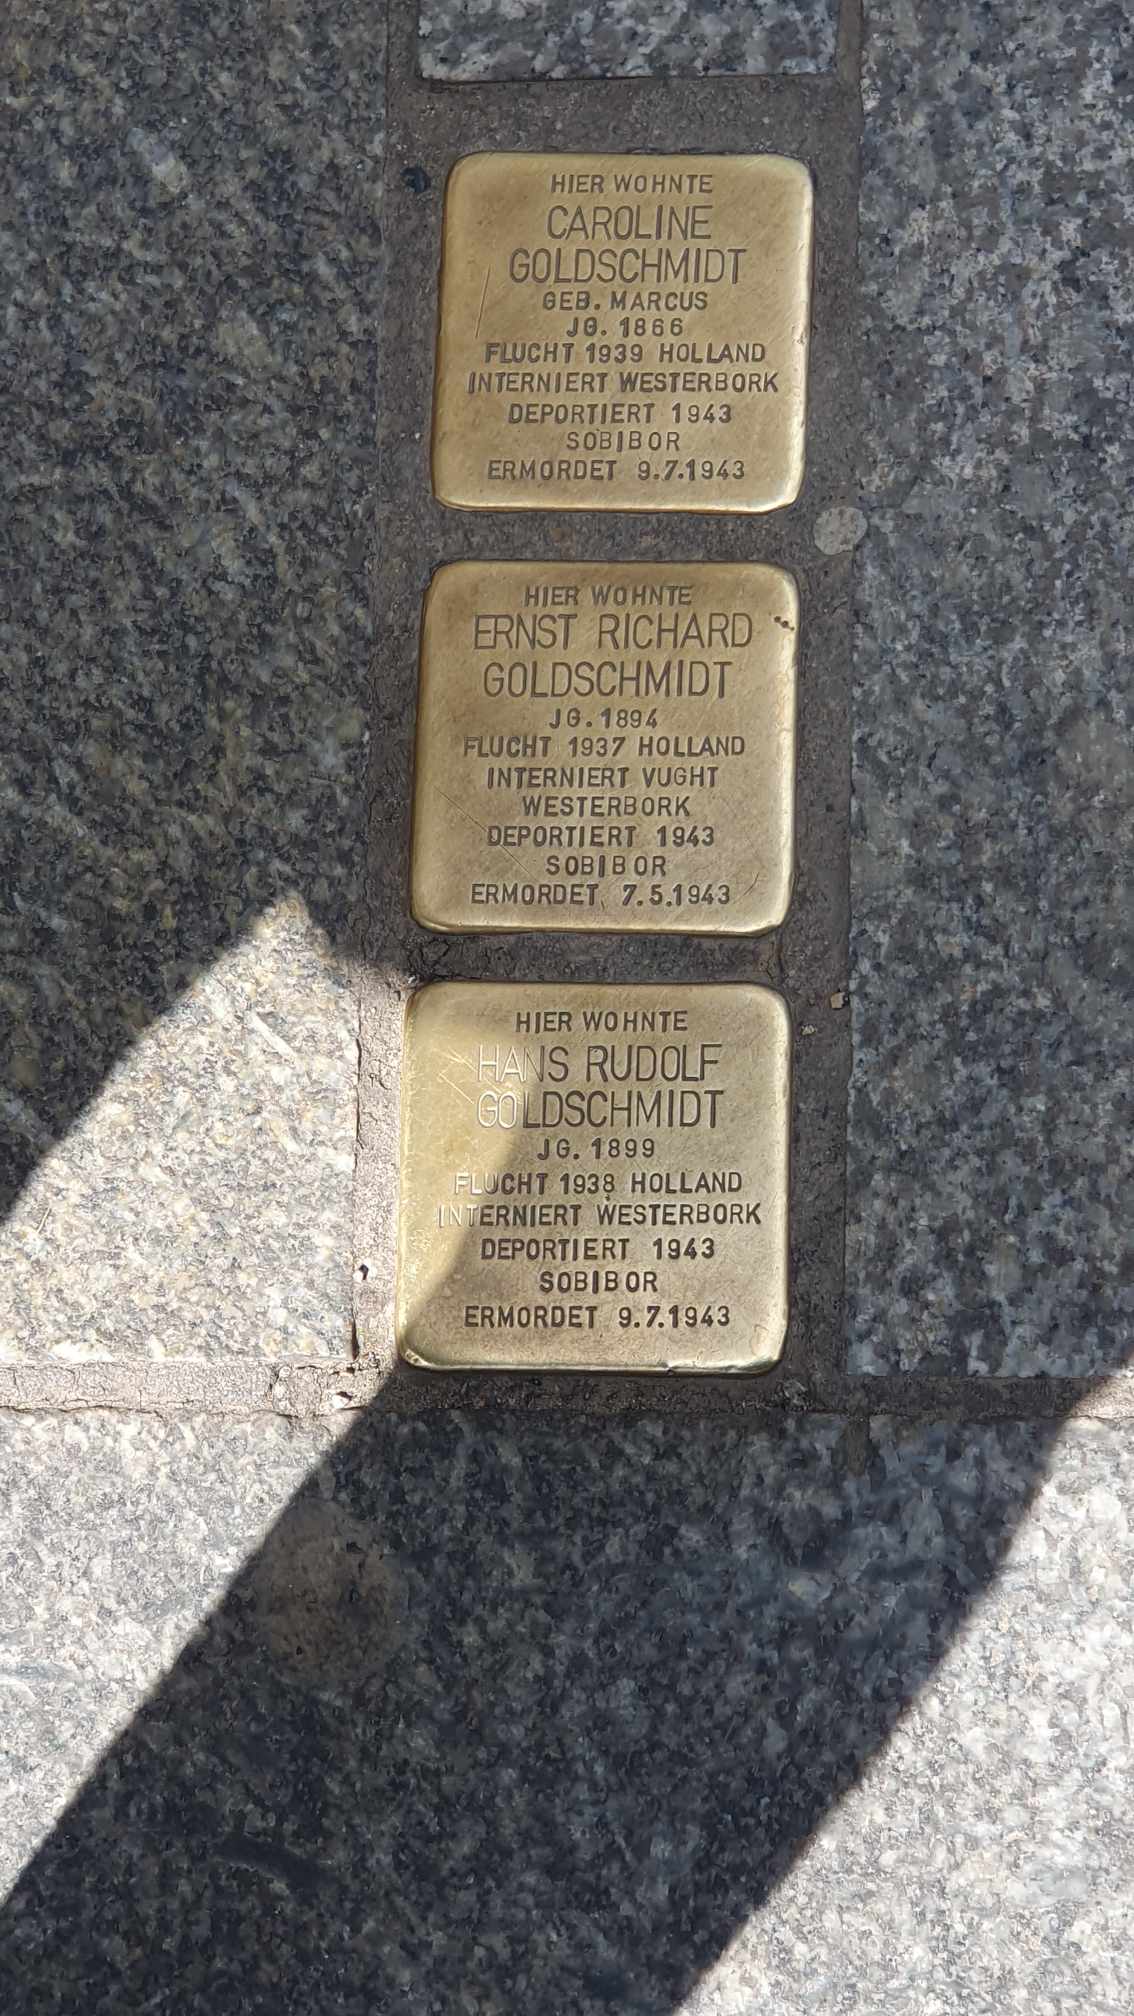 HIER WOHNTE
CAROLINE
GOLDSCHMIDT
GEB. MARCUS
JG. 1866
FLUCHT 1939 HOLLAND
INTERNIERT WESTERBORK
DEPORTIERT 1943
SOBIBOR
ERMORDET 9.7.1943
HIER WOHNTE
ERNST RICHARD
GOLDSCHMIDT
JG. 1894
FLUCHT 1937 HOLLAND
INTERNIERT VUGHT
WESTERBORK
DEPORTIERT 1943
SOBIBOR
ERMORDET 7.5.1943
HIER WOHNTE
HANS RUDOLF
GOLDSCHMIDT
JG. 1899
FLUCHT 1938 HOLLAND
INTERNIERT WESTERBORK
DEPORTIERT 1943
SOBIBOR
ERMORDET 9.7.1943